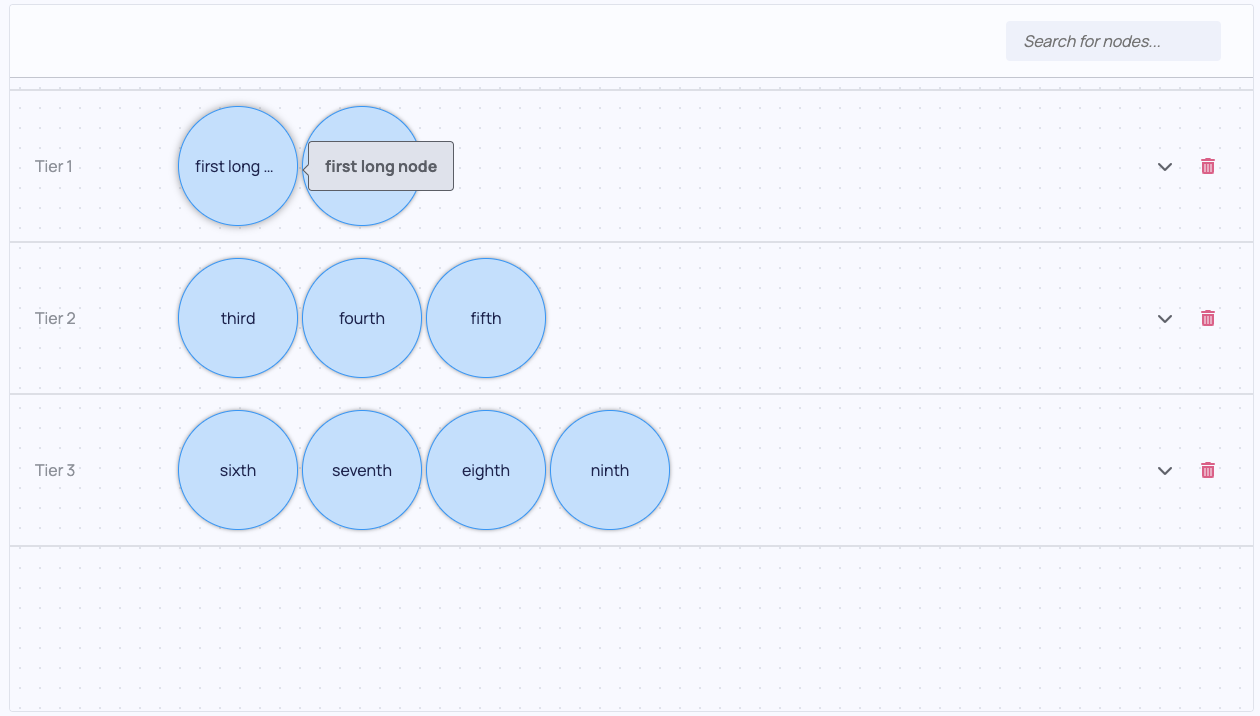 Search for nodes...
Tier 1
first long ...
first long node
Tier 2
third
fourth
fifth
Tier 3
sixth
seventh
eighth
ninth